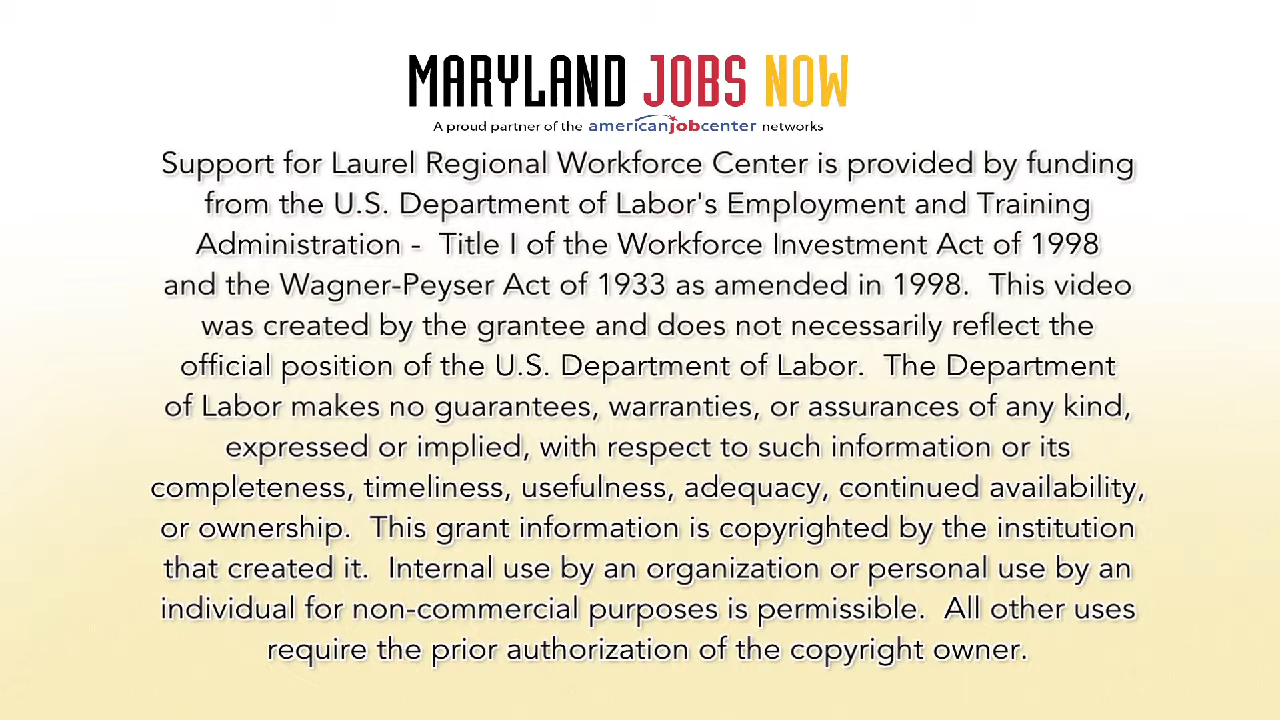 MARYLAND JOBS NOW
A proud partner of the americanjobcenter networks
Support for Laurel Regional Workforce Center is provided by funding
from the U.S. Department of Labor's Employment and Training
Administration -  Title I of the Workforce Investment Act of 1998
and the Wagner-Peyser Act of 1933 as amended in 1998.  This video
was created by the grantee and does not necessarily reflect the
official position of the U.S. Department of Labor.  The Department
of Labor makes no guarantees, warranties, or assurances of any kind,
expressed or implied, with respect to such information or its
completeness, timeliness, usefulness, adequacy, continued availability,
or ownership.  This grant information is copyrighted by the institution
that created it.  Internal use by an organization or personal use by an
individual for non-commercial purposes is permissible.  All other uses
require the prior authorization of the copyright owner.